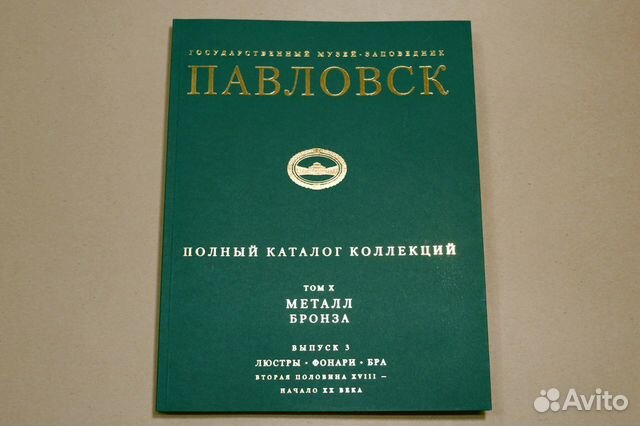 ГОСУДАРСТВЕННЫЙ МУЗЕЙ-ЗАПОВЕДНИК
ПАВЛОВСК
ПОЛНЫЙ КАТАЛОГ КОЛЛЕКЦИЙ
ТОМ X
МЕТАЛЛ
БРОНЗА
ВЫПУСК 3
ЛЮСТРЫ · ФОНАРИ · БРА
ВТОРАЯ ПОЛОВИНА XVIII –
НАЧАЛО XX ВЕКА
Avito